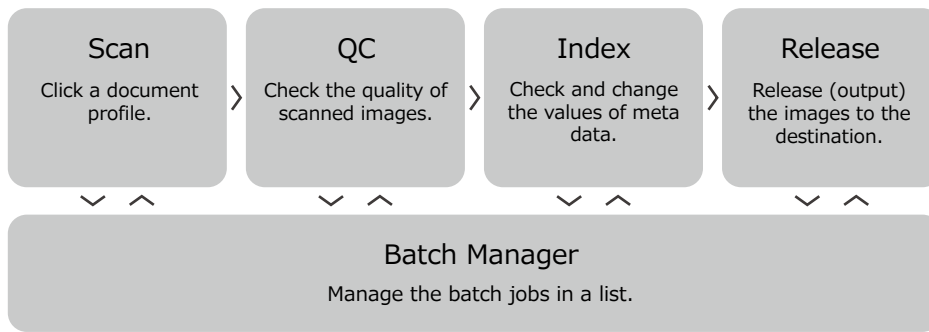 Scan
Click a document
profile.
QC
Check the quality of
scanned images.
Index
Check and change
the values of meta
data.
Release
Release (output)
the images to the
destination.
Batch Manager
Manage the batch jobs in a list.